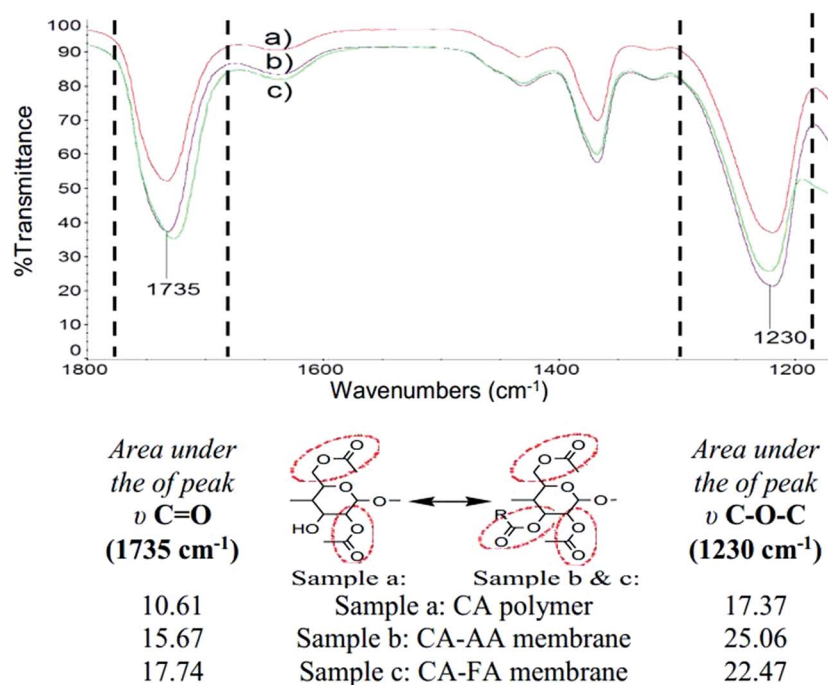 100
90
80
70
60
50
40
30
20
10
0
%Transmittance
a)
b)
c)
1735
1230
1800
1600
1400
1200
Wavenumbers (cm-1)
Area under
the of peak
υ C=O
(1735 cm-1)
O
O
O
O
HO
O
O
Sample a:
O
O
O
O
R
O
O
O
O
Sample b & c:
Area under
the of peak
υ C-O-C
(1230 cm-1)
10.61 Sample a: CA polymer 17.37
15.67 Sample b: CA-AA membrane 25.06
17.74 Sample c: CA-FA membrane 22.47